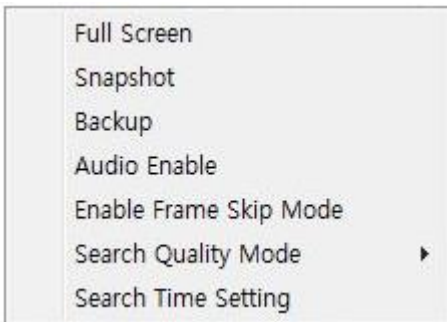 Full Screen
Snapshot
Backup
Audio Enable
Enable Frame Skip Mode
Search Quality Mode
Search Time Setting